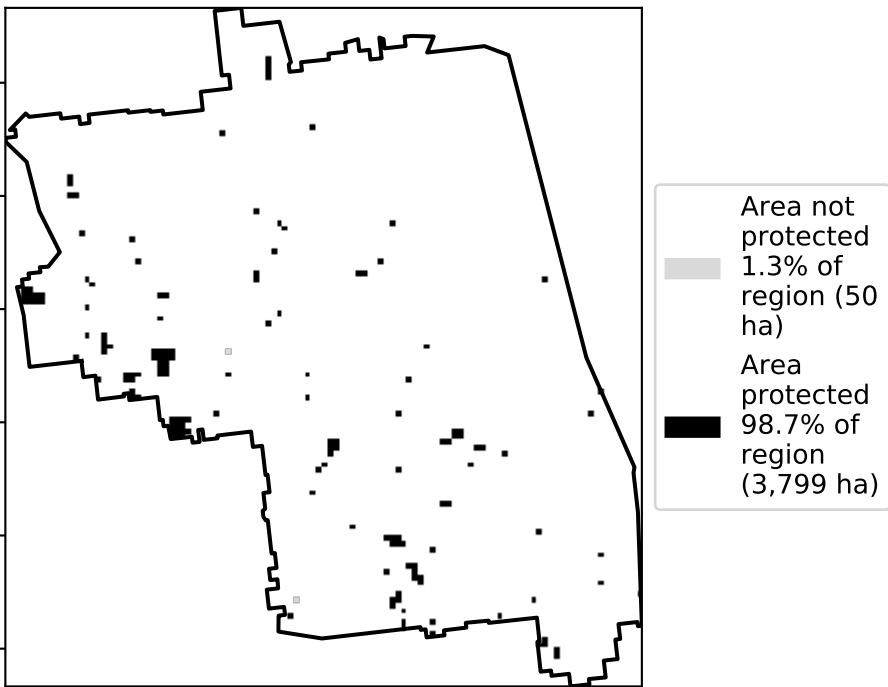 Area not
protected
1.3% of
region (50
ha)
Area
protected
98.7% of
region
(3,799 ha)